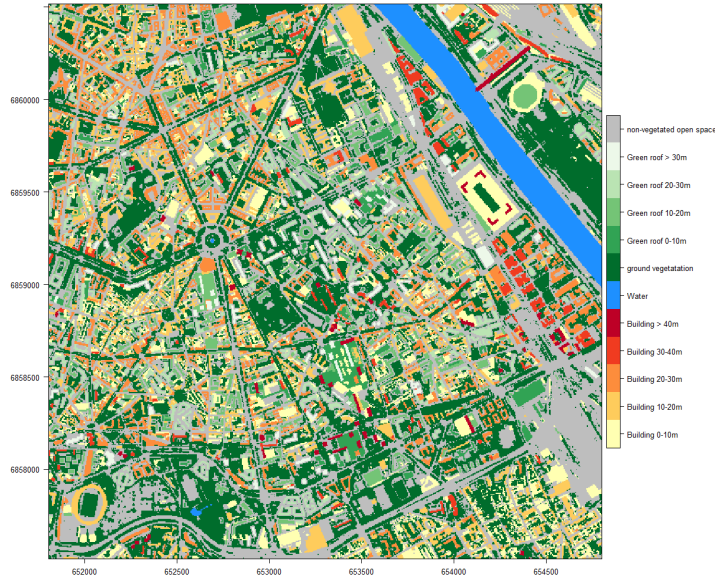 6860000
6859500
6859000
6858500
6858000
652000 652500 653000 653500 654000 654500
non-vegetated open space
Green roof > 30m
Green roof 20-30m
Green roof 10-20m
Green roof 0-10m
ground vegetatation
Water
Building > 40m
Building 30-40m
Building 20-30m
Building 10-20m
Building 0-10m